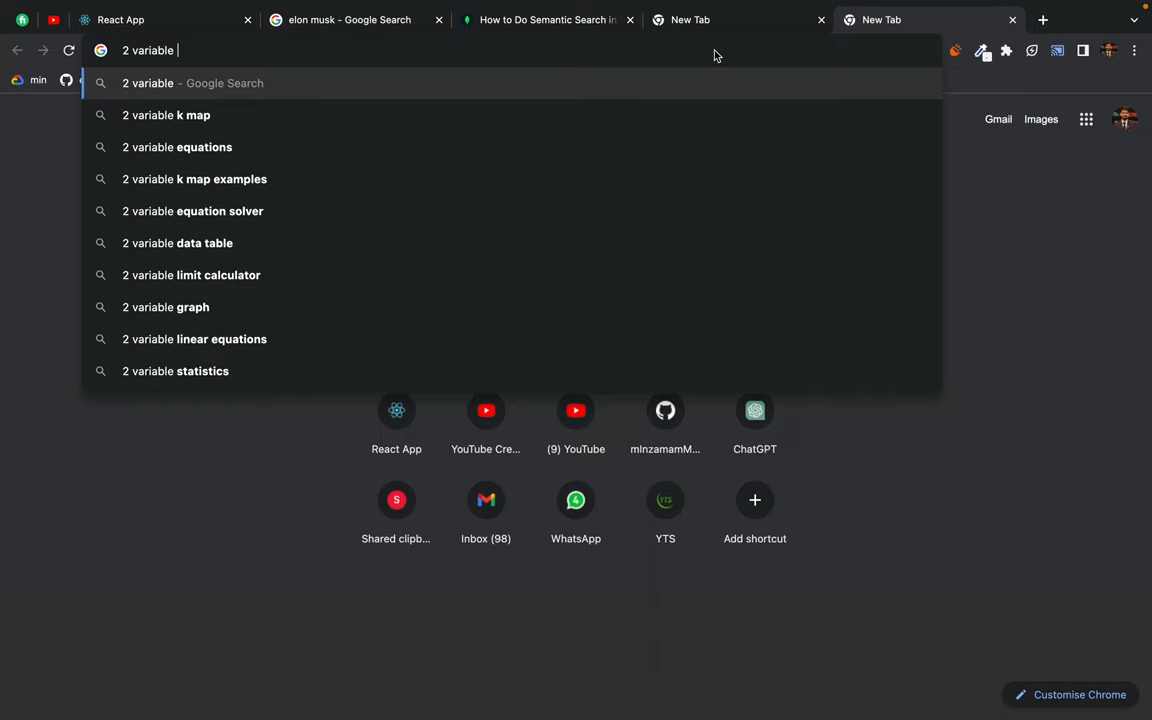 React App
elon musk - Google Search
How to Do Semantic Search in
New Tab
New Tab
2 variable
min
2 variable - Google Search
2 variable k map
2 variable equations
2 variable k map examples
2 variable equation solver
2 variable data table
2 variable limit calculator
2 variable graph
2 variable linear equations
2 variable statistics
Gmail Images
React App
YouTube Cre...
(9) YouTube
mInzamamM...
ChatGPT
S
4
YTS
Shared clipb...
Inbox (98)
WhatsApp
YTS
Add shortcut
Customise Chrome